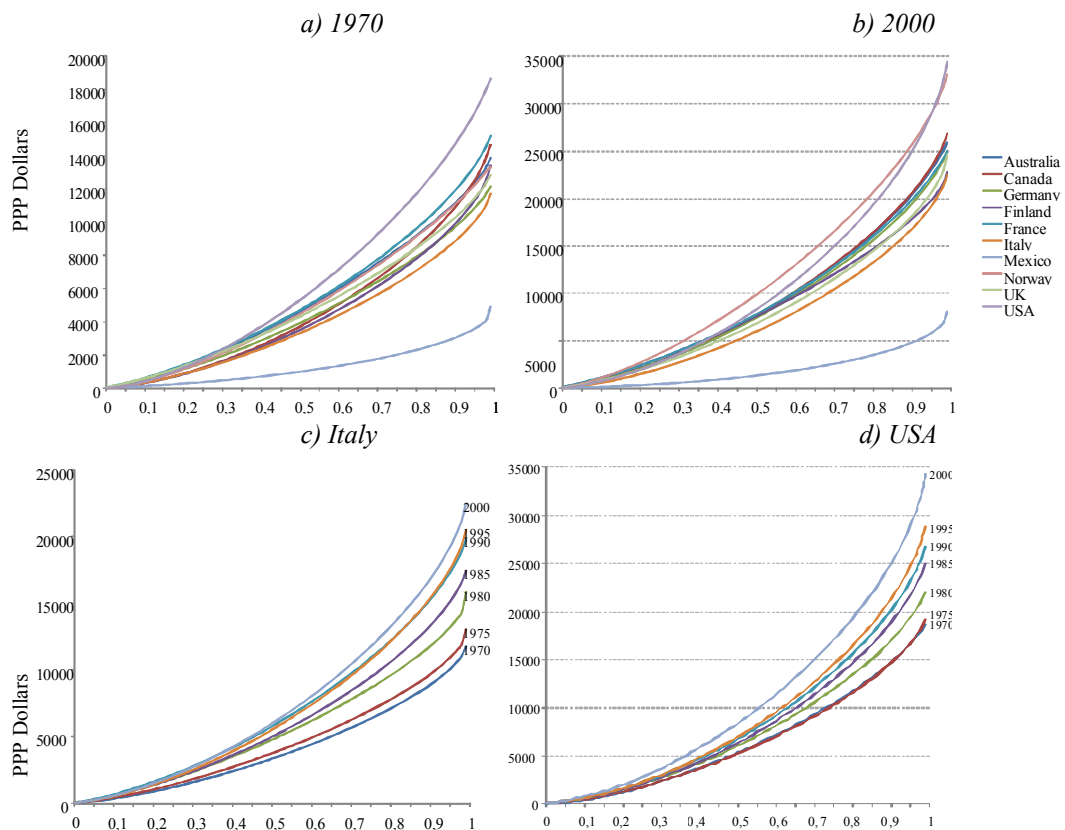 a) 1970
b) 2000
PPP Dollars
20000
18000
16000
14000
12000
10000
8000
6000
4000
2000
0
0 0,1 0,2 0,3 0,4 0,5 0,6 0,7 0,8 0,9 1
35000
30000
25000
20000
15000
10000
5000
0
0 0,1 0,2 0,3 0,4 0,5 0,6 0,7 0,8 0,9 1
Australia
Canada
Germany
Finland
France
Italy
Mexico
Norway
UK
USA
c) Italy
d) USA
PPP Dollars
25000
20000
15000
10000
5000
0
0 0,1 0,2 0,3 0,4 0,5 0,6 0,7 0,8 0,9 1
2000
1995
1990
1985
1980
1975
1970
35000
30000
25000
20000
15000
10000
5000
0
0 0,1 0,2 0,3 0,4 0,5 0,6 0,7 0,8 0,9 1
2000
1995
1990
1985
1980
1975
1970